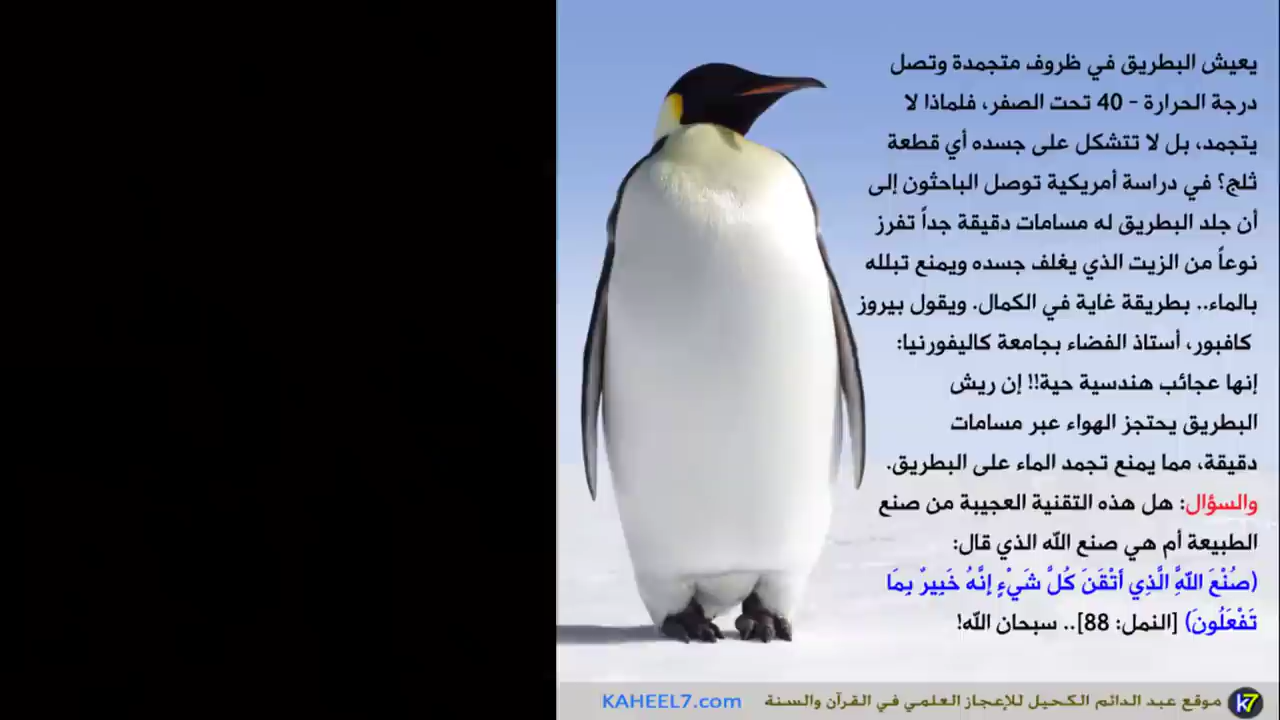 يعيش البطريق في ظروف متجمدة وتصل
درجة الحرارة - 40 تحت الصفر، فلماذا لا
يتجمد، بل لا تتشكل على جسده أي قطعة
ثلج؟ في دراسة أمريكية توصل الباحثون إلى
أن جلد البطريق له مسامات دقيقة جداً تفرز
نوعاً من الزيت الذي يغلف جسده ويمنع تبلله
بالماء.. بطريقة غاية في الكمال. ويقول بيروز
كافبور، أستاذ الفضاء بجامعة كاليفورنيا:
إنها عجائب هندسية حية!! إن ريش
البطريق يحتجز الهواء عبر مسامات
دقيقة، مما يمنع تجمد الماء على البطريق.
والسؤال: هل هذه التقنية العجيبة من صنع
الطبيعة أم هي صنع الله الذي قال:
(صُنْعَ اللَّهِ الَّذِي أَتْقَنَ كُلَّ شَيْءٍ إِنَّهُ خَبِيرٌ بِمَا
تَفْعَلُونَ) [النمل: 88].. سبحان الله!
k7 موقع عبد الدائم الكحيل للإعجاز العلمي في القرآن والسنة KAHEEL7.com